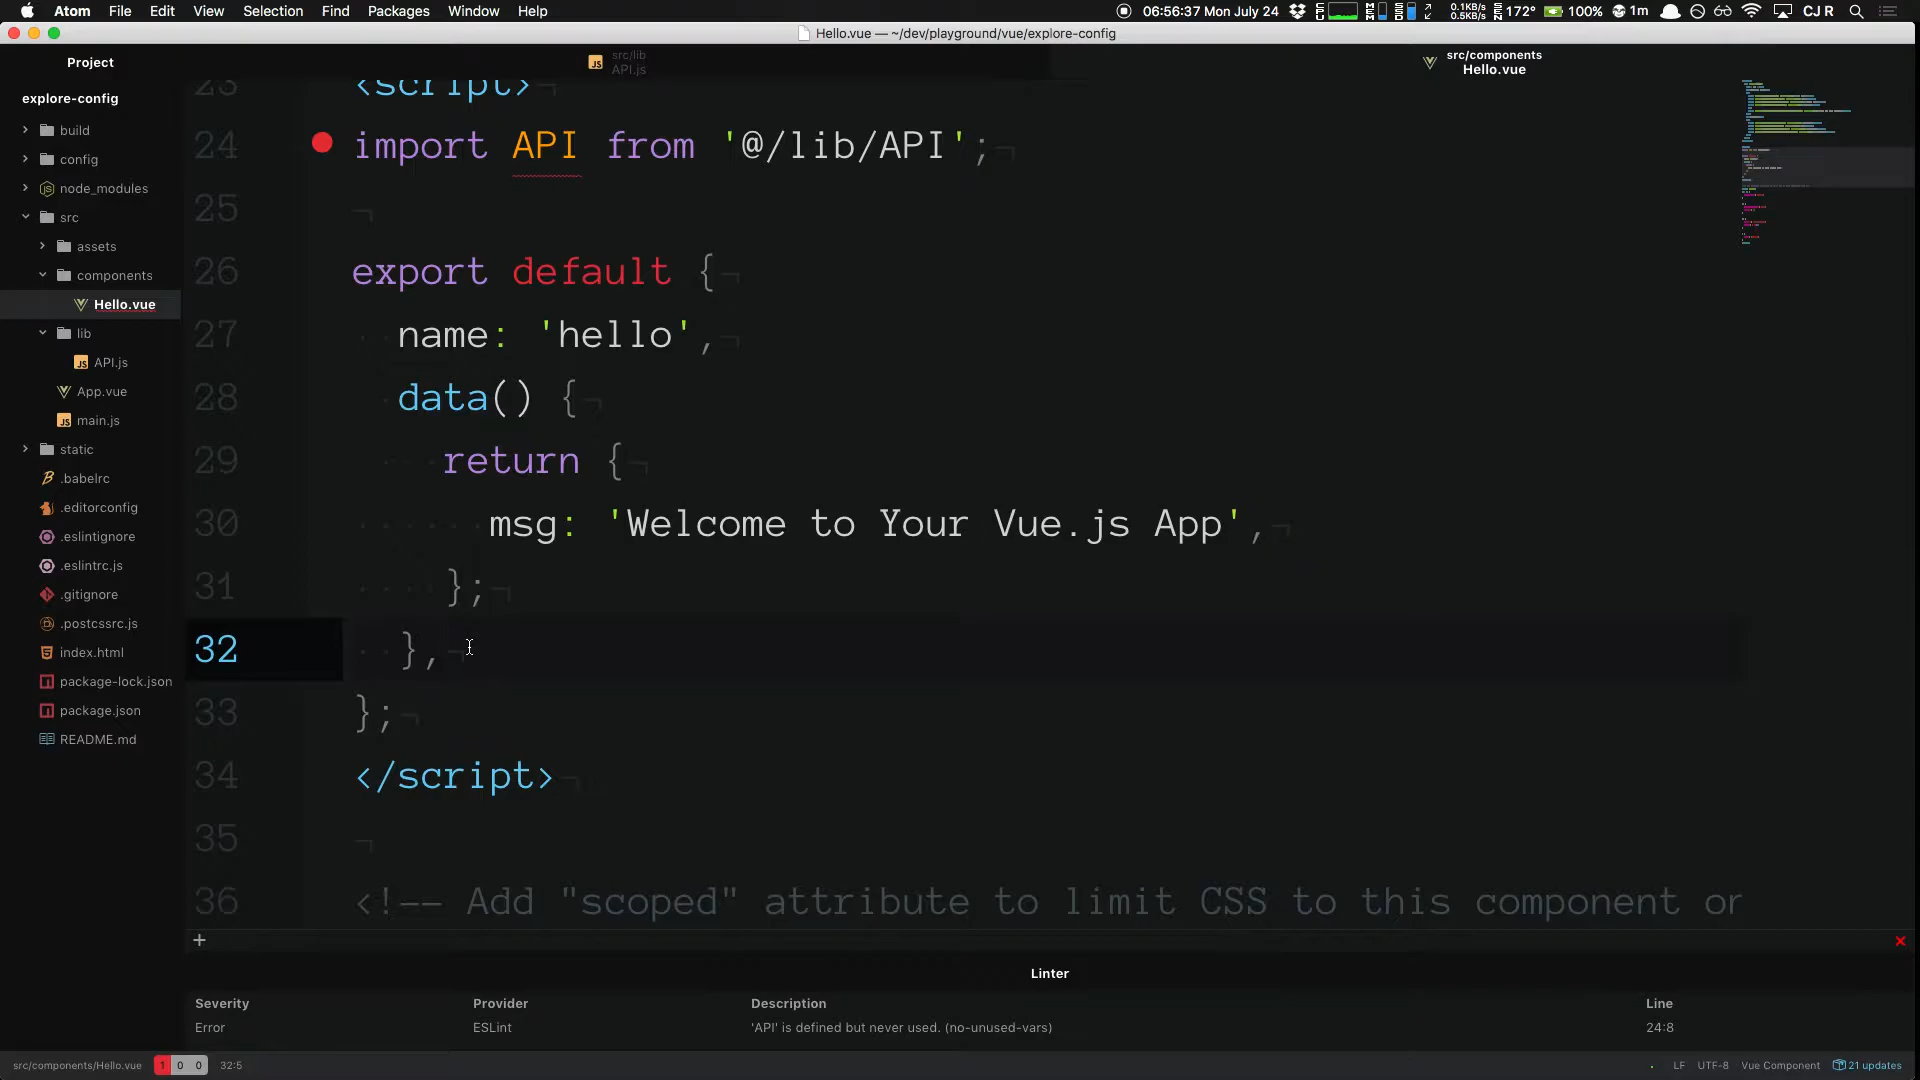 Atom File Edit View Selection Find Packages Window Help
06:56:37 Mon July 24 0.1KB/s 0.5KB/s 172° 100% 1m CJ R
Hello.vue — ~/dev/playground/vue/explore-config
Project
src/lib
API.js
src/components
Hello.vue
explore-config
build
config
node_modules
src
assets
components
Hello.vue
lib
API.js
App.vue
main.js
static
.babelrc
.editorconfig
.eslintignore
.eslintrc.js
.gitignore
.postcssrc.js
index.html
package-lock.json
package.json
README.md
23 <script>
24 import API from '@/lib/API';
25
26 export default {
27 name: 'hello',
28 data() {
29 return {
30 msg: 'Welcome to Your Vue.js App',
31 };
32 },
33 };
34 </script>
35
36 <!-- Add "scoped" attribute to limit CSS to this component or
Linter
Severity Provider Description Line
Error ESLint 'API' is defined but never used. (no-unused-vars) 24:8
src/components/Hello.vue 1 0 0 32:5 LF UTF-8 Vue Component 21 updates